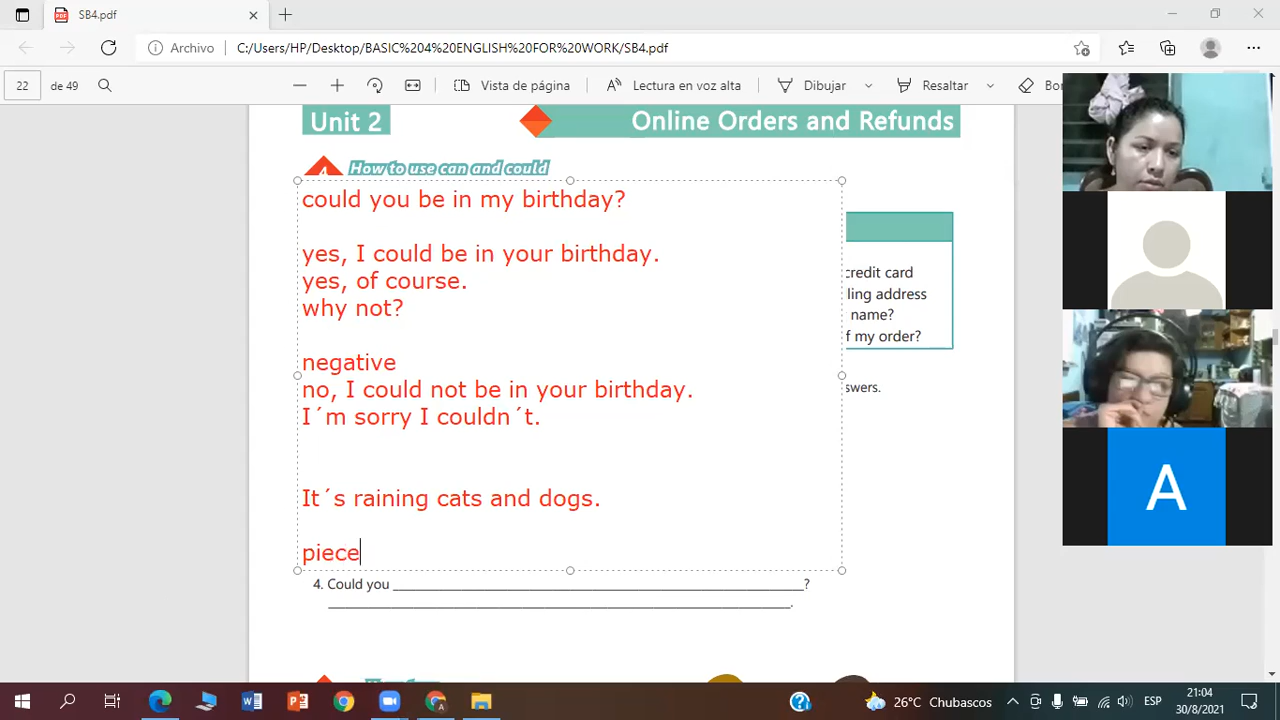 SB4.pdf
Archivo C:/Users/HP/Desktop/BASIC%204%20ENGLISH%20FOR%20WORK/SB4.pdf
22 de 49 Vista de página Lectura en voz alta Dibujar Resaltar
Unit 2 Online Orders and Refunds
How to use can and could
could you be in my birthday?
yes, I could be in your birthday.
yes, of course.
credit card
why not?
ling address
name?
f my order?
negative
no, I could not be in your birthday.
swers.
I´m sorry I couldn´t.
It´s raining cats and dogs.
piece
4. Could you ?
A
26°C Chubascos ESP 21:04
30/8/2021